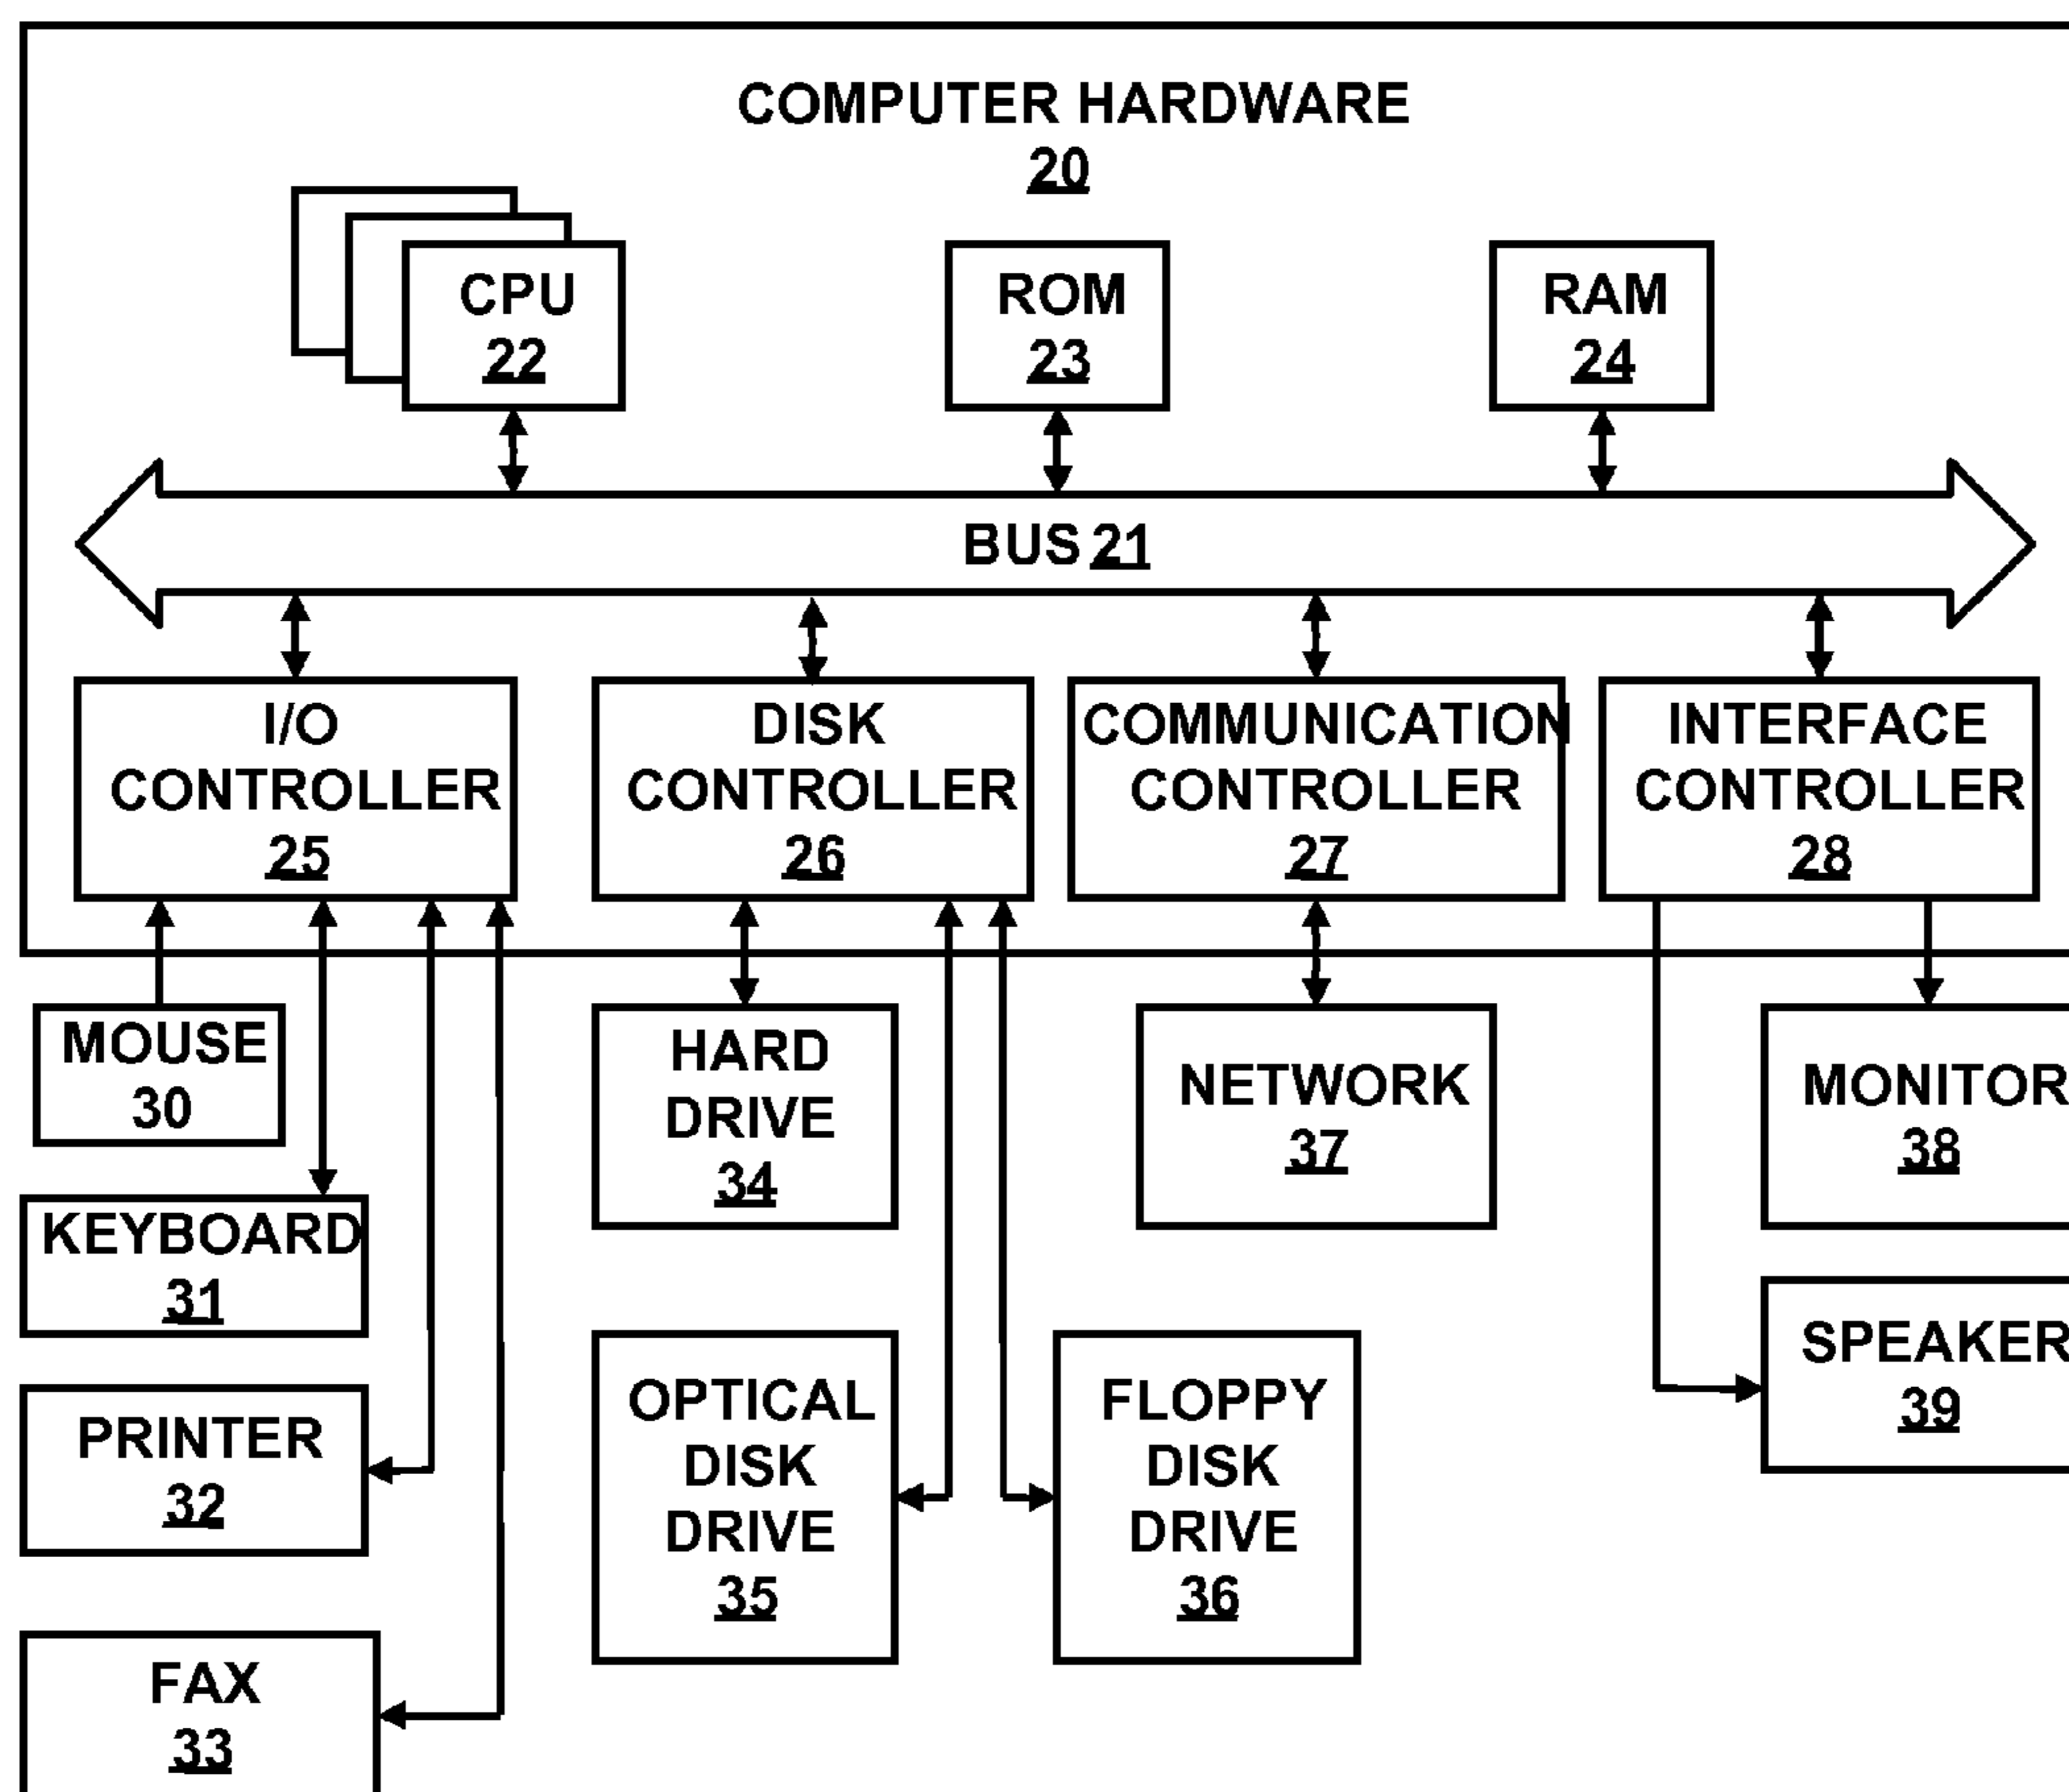 COMPUTER HARDWARE
20
CPU
22
ROM
23
RAM
24
BUS 21
I/O
CONTROLLER
25
DISK
CONTROLLER
26
COMMUNICATION
CONTROLLER
27
INTERFACE
CONTROLLER
28
MOUSE
30
KEYBOARD
31
PRINTER
32
FAX
33
HARD
DRIVE
34
OPTICAL
DISK
DRIVE
35
FLOPPY
DISK
DRIVE
36
NETWORK
37
MONITOR
38
SPEAKER
39